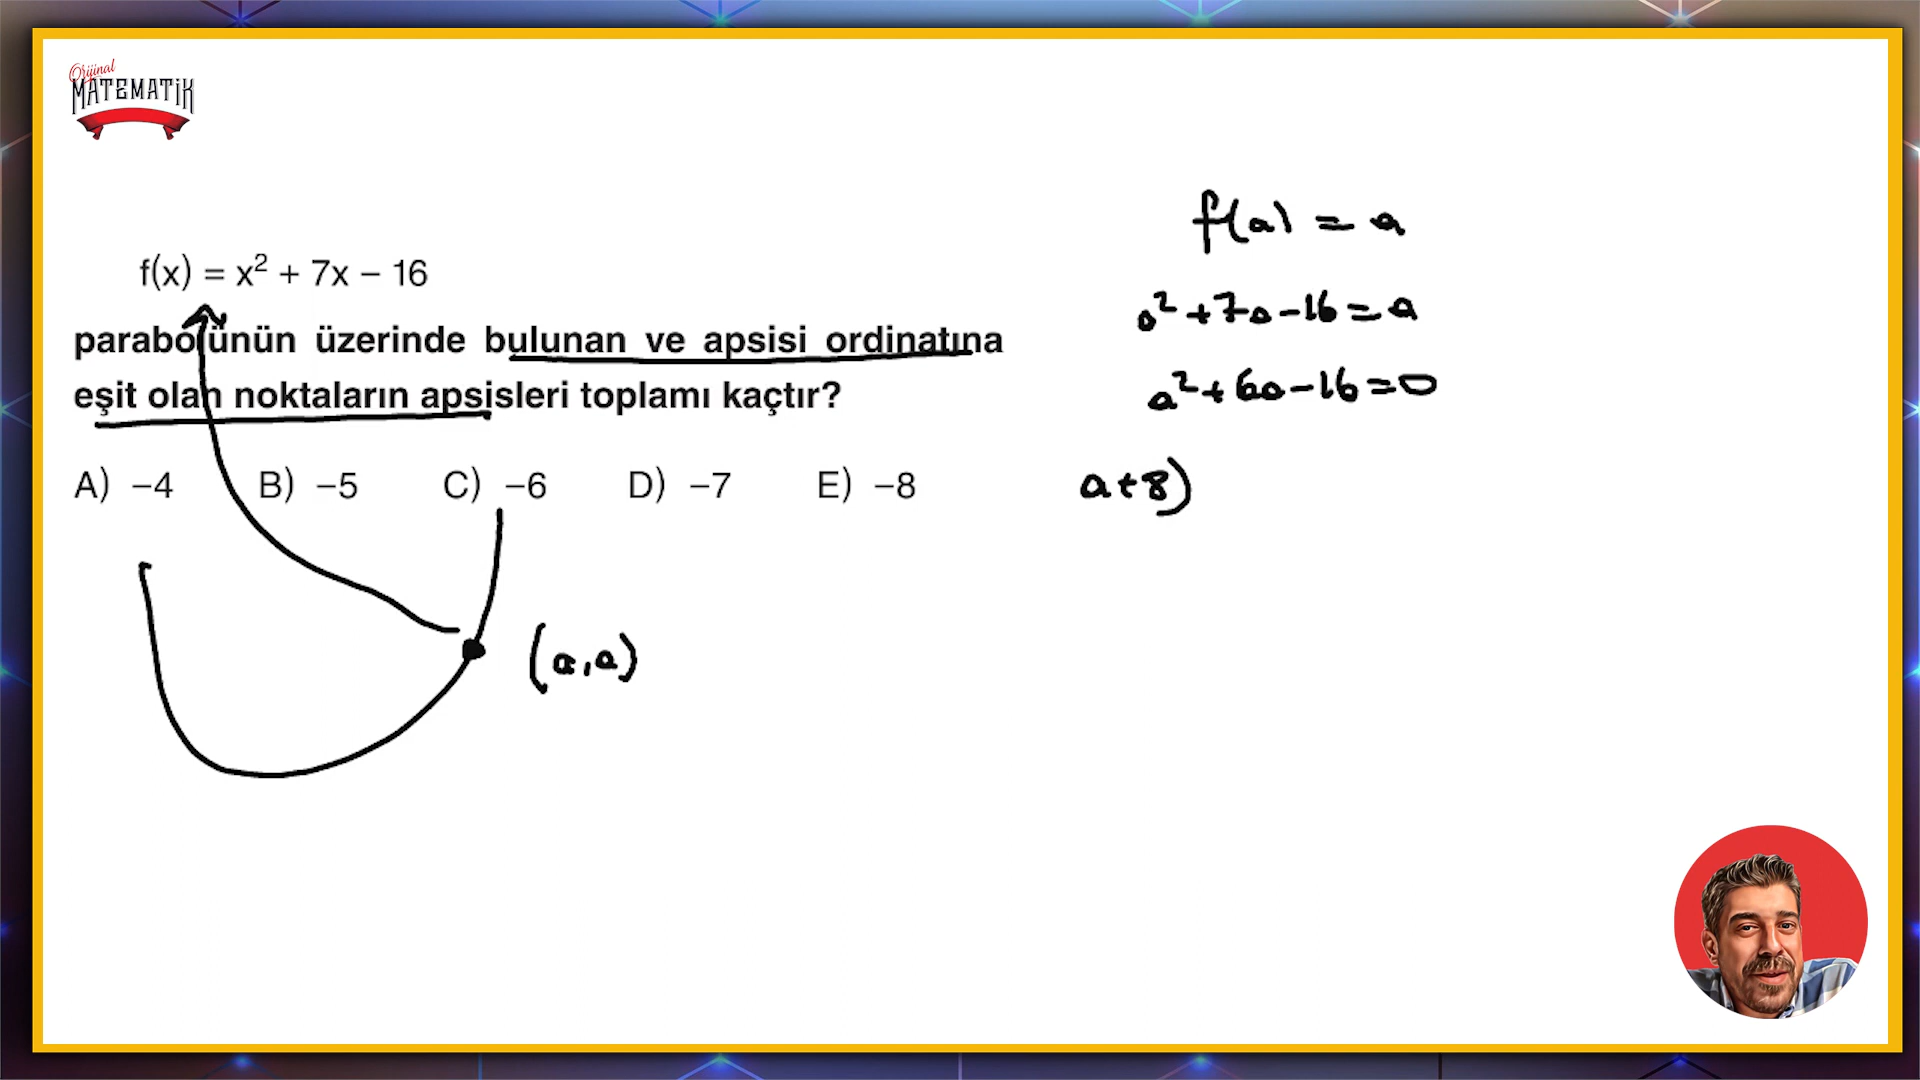 Orijinal
MATEMATİK
f(x) = x² + 7x – 16
parabolünün üzerinde bulunan ve apsisi ordinatına
eşit olan noktaların apsisleri toplamı kaçtır?
A) –4 B) –5 C) –6 D) –7 E) –8
(a,a)
f(a) = a
a²+7a-16=a
a²+6a-16=0
a+8)